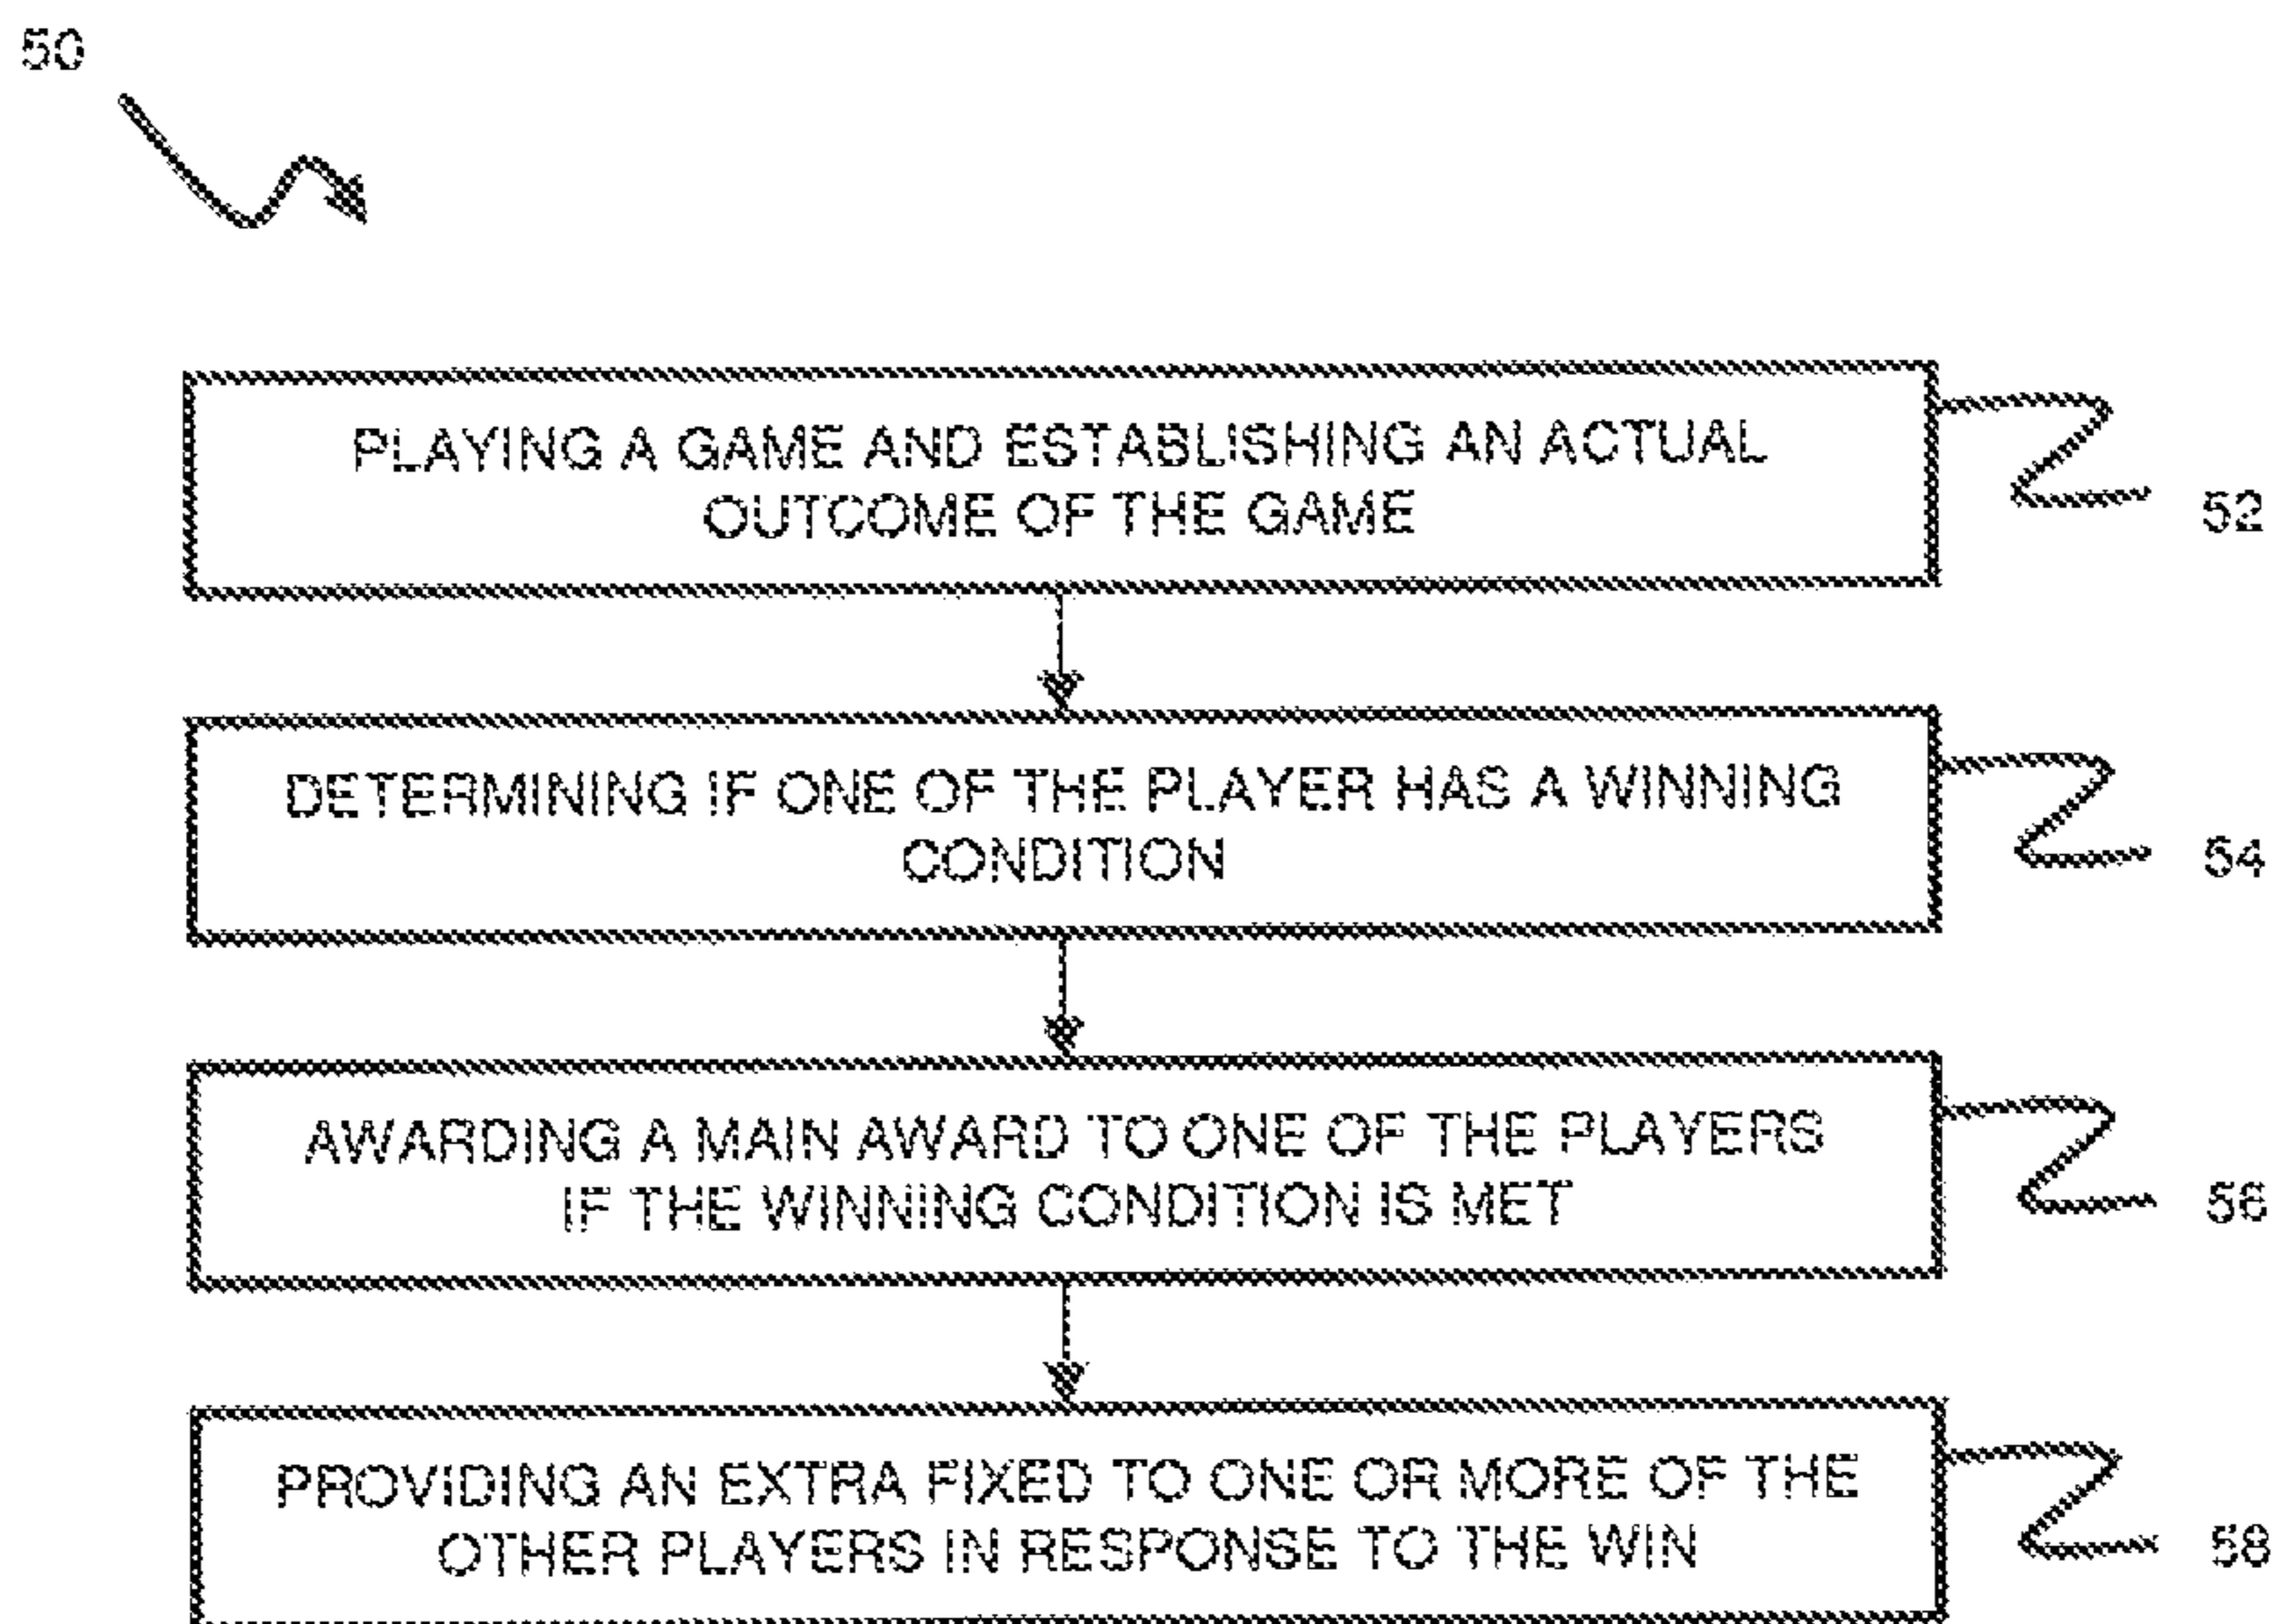 50
PLAYING A GAME AND ESTABLISHING AN ACTUAL
OUTCOME OF THE GAME
52
DETERMINING IF ONE OF THE PLAYER HAS A WINNING
CONDITION
54
AWARDING A MAIN AWARD TO ONE OF THE PLAYERS
IF THE WINNING CONDITION IS MET
56
PROVIDING AN EXTRA FIXED TO ONE OR MORE OF THE
OTHER PLAYERS IN RESPONSE TO THE WIN
58